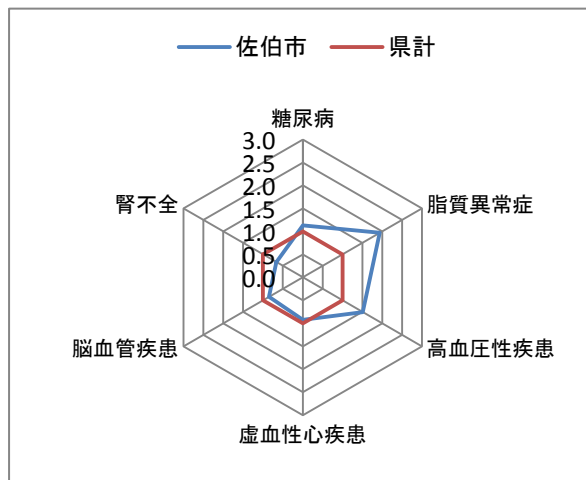 佐伯市 県計
糖尿病
3.0
2.5
2.0
1.5
1.0
0.5
0.0
脂質異常症
高血圧性疾患
虚血性心疾患
脳血管疾患
腎不全